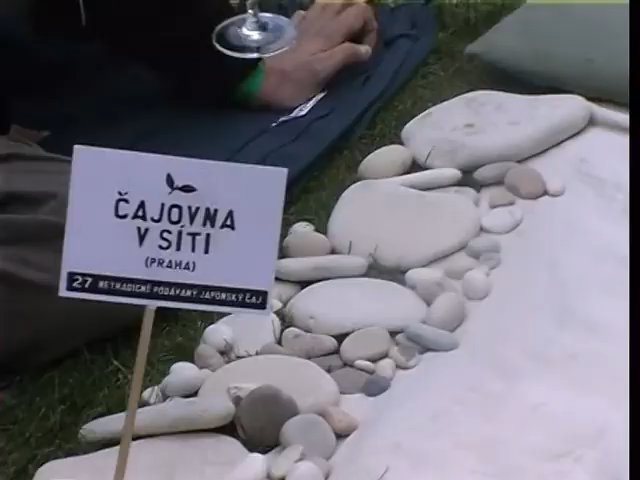 ČAJOVNA
V SÍTI
(PRAHA)
27 NETRADIČNĚ PODÁVANÝ JAPONSKÝ ČAJ